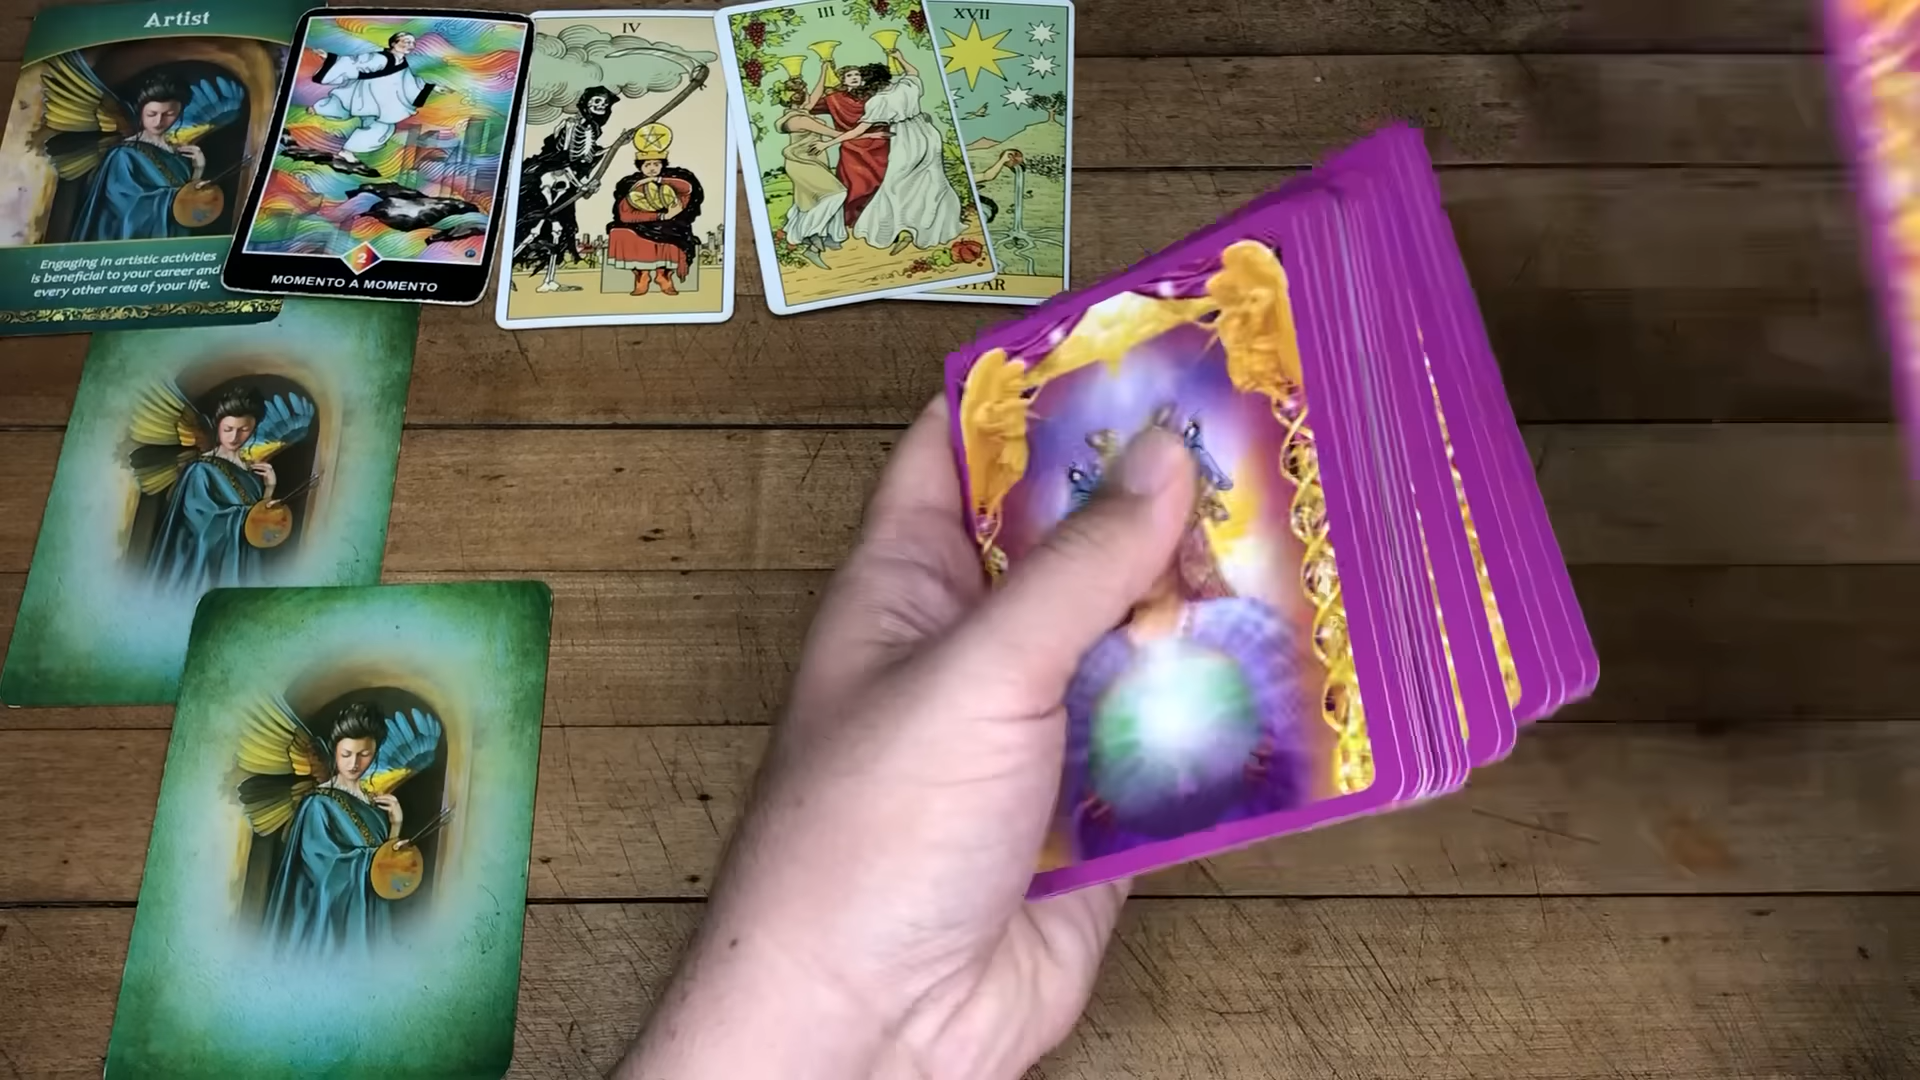 Artist
Engaging in artistic activities
is beneficial to your career and
every other area of your life.
2
MOMENTO A MOMENTO
IV
III
XVII
STAR